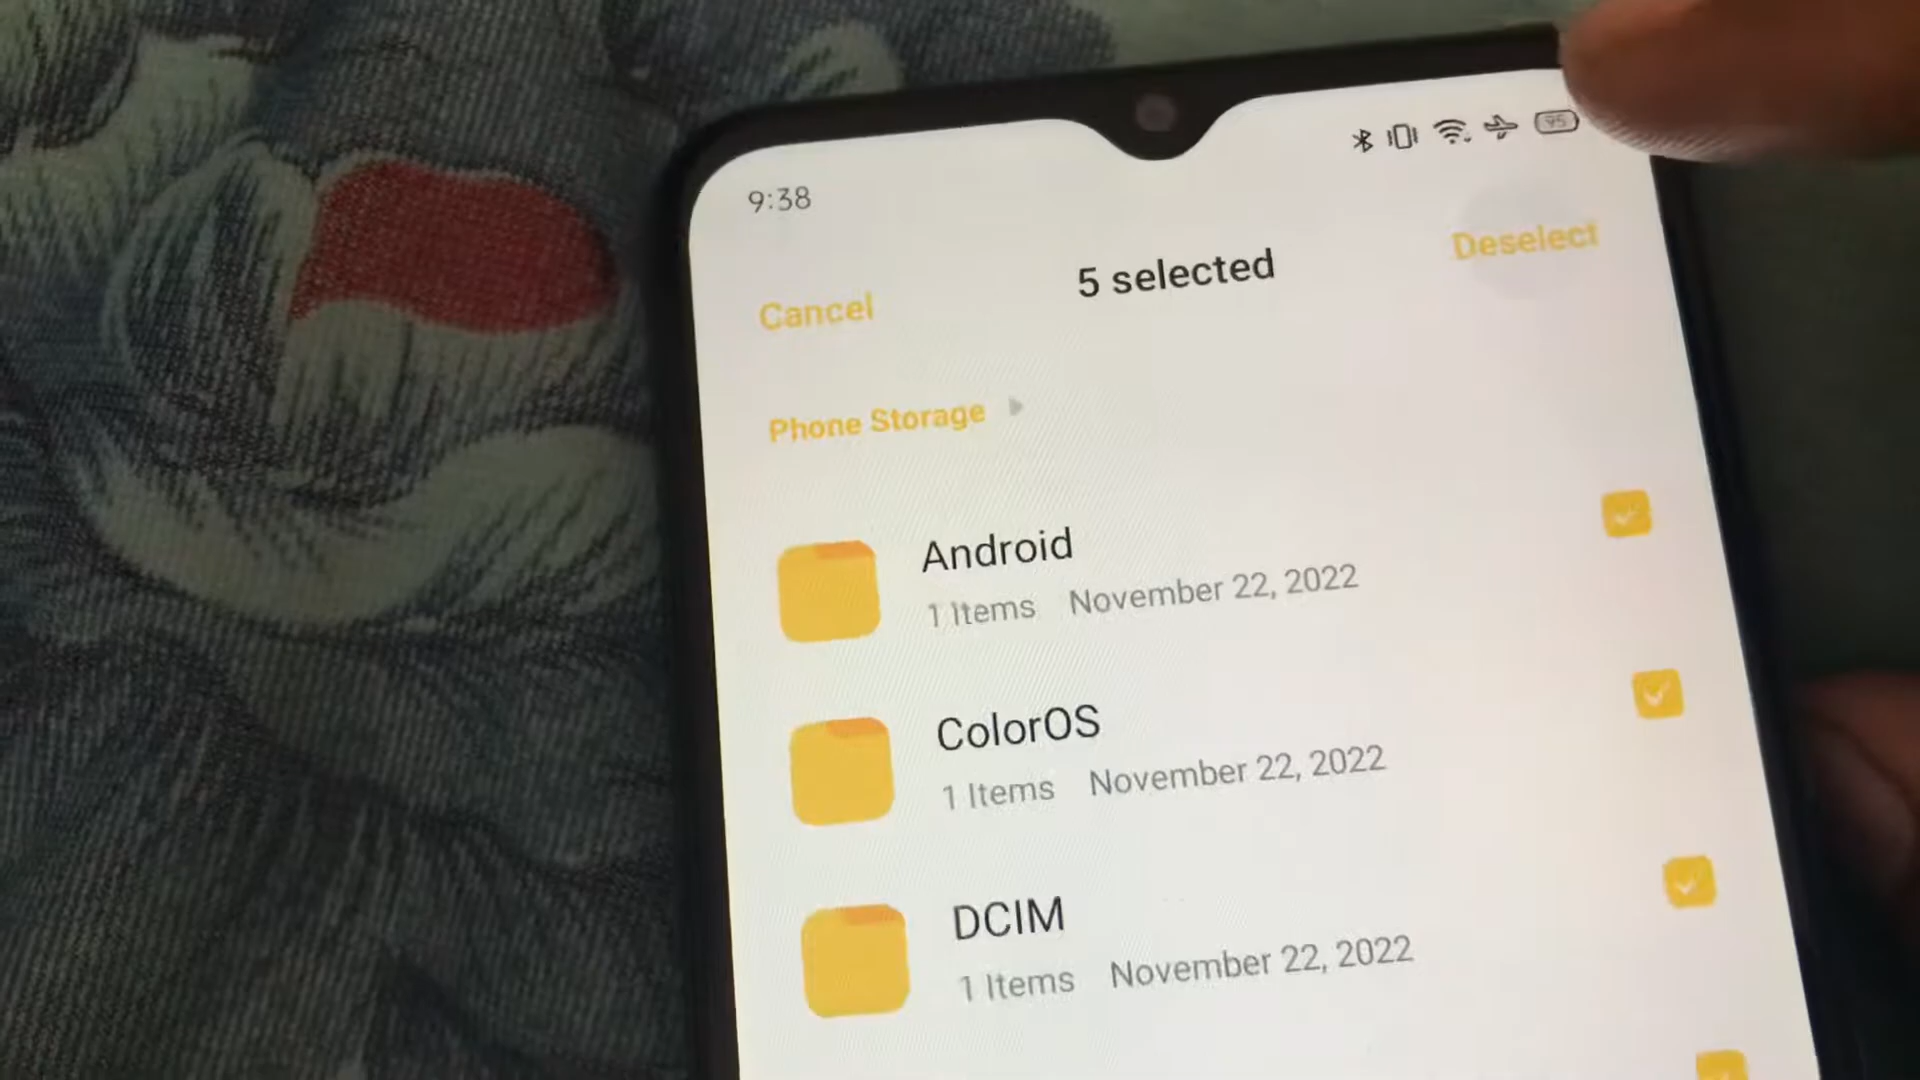 9:38
95
Cancel
5 selected
Deselect
Phone Storage
Android
1 Items November 22, 2022
ColorOS
1 Items November 22, 2022
DCIM
1 Items November 22, 2022